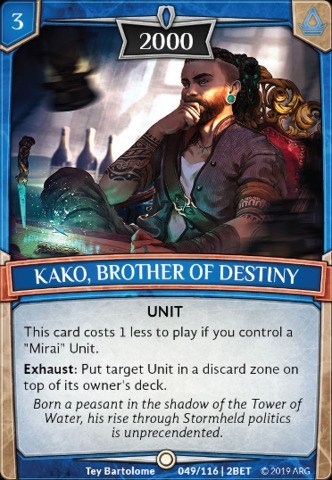 3
2000
KAKO, BROTHER OF DESTINY
UNIT
This card costs 1 less to play if you control a
"Mirai" Unit.
Exhaust: Put target Unit in a discard zone on
top of its owner's deck.
Born a peasant in the shadow of the Tower of
Water, his rise through Stormheld politics
is unprecendented.
Tey Bartolome 049/116 | 2BET © 2019 ARG